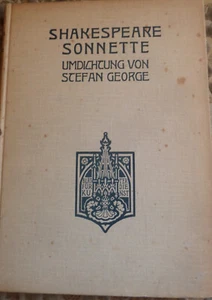 SHAKESPEARE
SONNETTE
UMDICHTUNG VON
STEFAN GEORGE